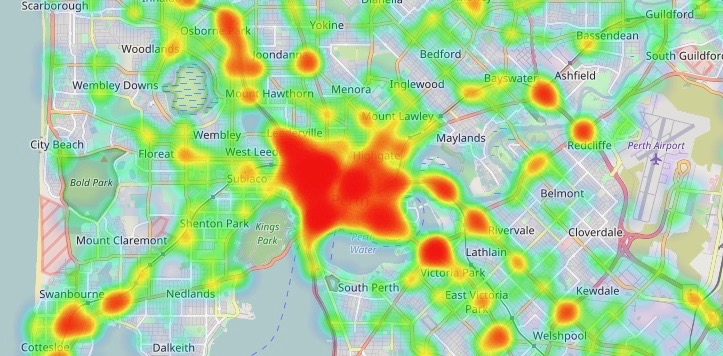 Scarborough
Osborne Park
Yokine
Dianella
Guildford
Bassendean
Woodlands
Joondanna
Bedford
South Guildford
Wembley Downs
Menora
Inglewood
Bayswater
Ashfield
Mount Hawthorn
Mount Lawley
City Beach
Wembley
Leederville
Maylands
Redcliffe
Perth Airport
Floreat
West Leed
Highgate
Bold Park
Subiaco
Belmont
Shenton Park
Kings
Park
Rivervale
Cloverdale
Mount Claremont
Perth
Water
Lathlain
Victoria Park
South Perth
Swanbourne
Nedlands
East Victoria
Park
Kewdale
Welshpool
Cottesloe
Dalkeith